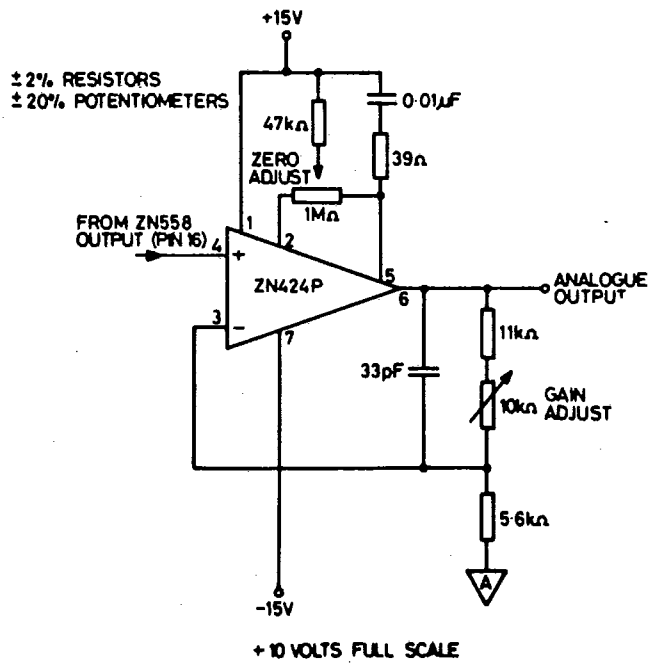 +15V
±2% RESISTORS
±20% POTENTIOMETERS
0·01µF
47kΩ
39Ω
ZERO
ADJUST
1MΩ
FROM ZN558
OUTPUT (PIN 16)
1
2
4
+
ZN424P
5
6
ANALOGUE
OUTPUT
3
−
7
11kΩ
33pF
10kΩ
GAIN
ADJUST
5·6kΩ
A
-15V
+10 VOLTS FULL SCALE